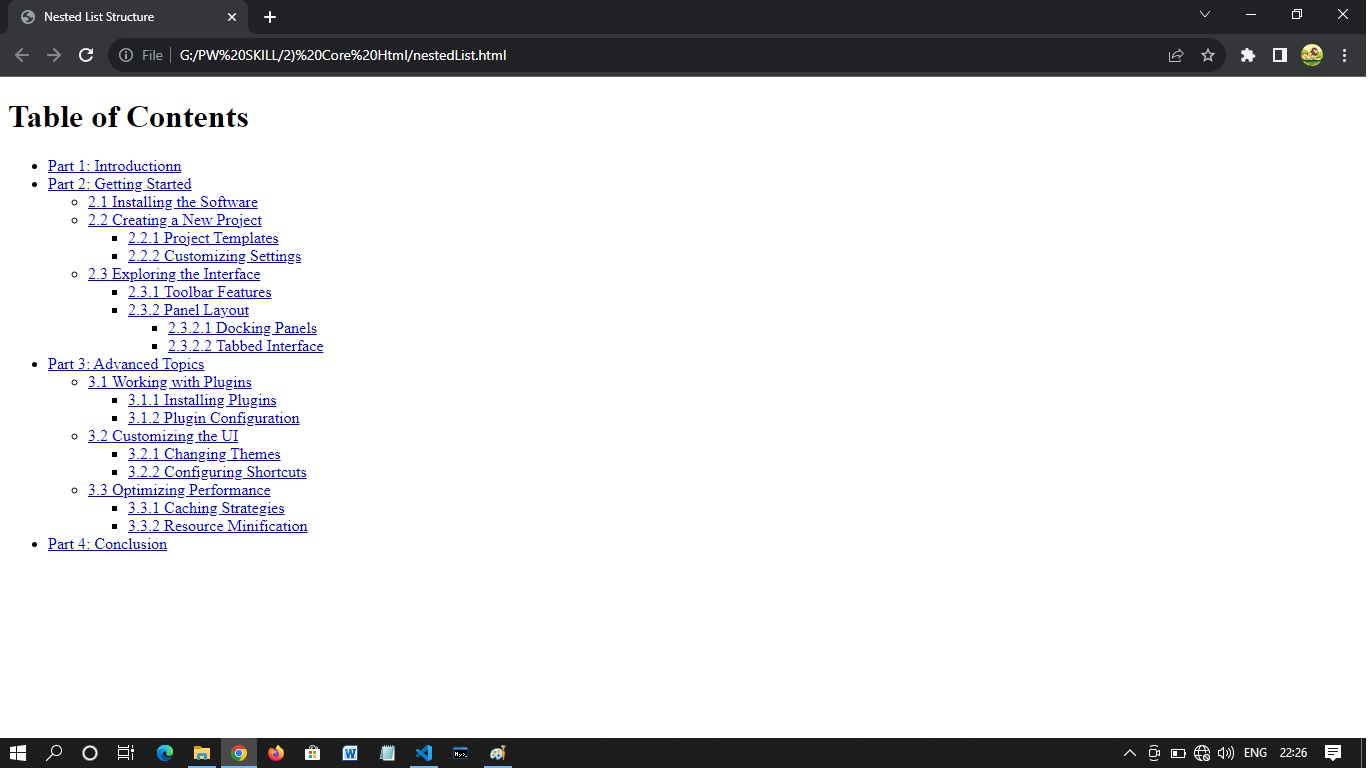 Nested List Structure
File G:/PW%20SKILL/2)%20Core%20Html/nestedList.html
Table of Contents
Part 1: Introductionn
Part 2: Getting Started
2.1 Installing the Software
2.2 Creating a New Project
2.2.1 Project Templates
2.2.2 Customizing Settings
2.3 Exploring the Interface
2.3.1 Toolbar Features
2.3.2 Panel Layout
2.3.2.1 Docking Panels
2.3.2.2 Tabbed Interface
Part 3: Advanced Topics
3.1 Working with Plugins
3.1.1 Installing Plugins
3.1.2 Plugin Configuration
3.2 Customizing the UI
3.2.1 Changing Themes
3.2.2 Configuring Shortcuts
3.3 Optimizing Performance
3.3.1 Caching Strategies
3.3.2 Resource Minification
Part 4: Conclusion
ENG 22:26